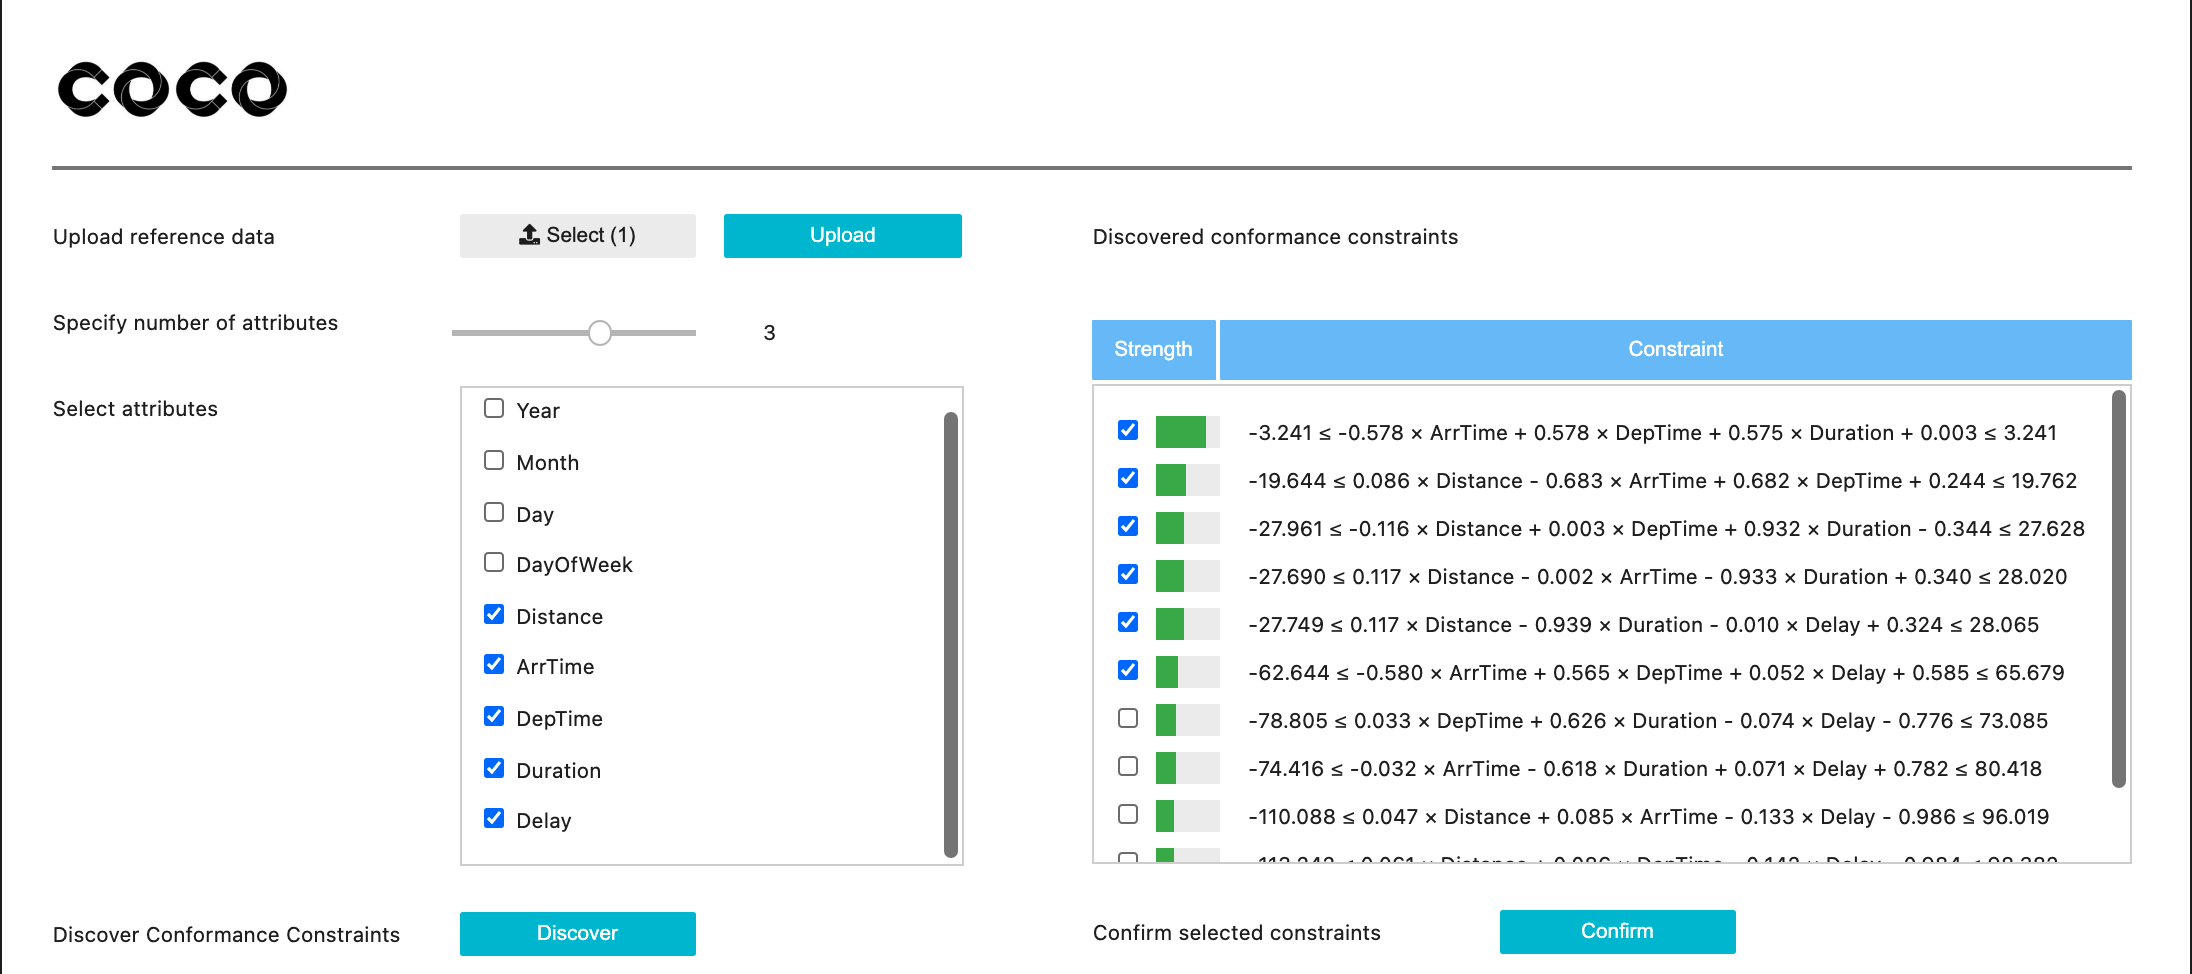 COCO
Upload reference data
Select (1)
Upload
Specify number of attributes
3
Select attributes
Year
Month
Day
DayOfWeek
Distance
ArrTime
DepTime
Duration
Delay
Discover Conformance Constraints
Discover
Discovered conformance constraints
Strength
Constraint
-3.241 ≤ -0.578 × ArrTime + 0.578 × DepTime + 0.575 × Duration + 0.003 ≤ 3.241
-19.644 ≤ 0.086 × Distance - 0.683 × ArrTime + 0.682 × DepTime + 0.244 ≤ 19.762
-27.961 ≤ -0.116 × Distance + 0.003 × DepTime + 0.932 × Duration - 0.344 ≤ 27.628
-27.690 ≤ 0.117 × Distance - 0.002 × ArrTime - 0.933 × Duration + 0.340 ≤ 28.020
-27.749 ≤ 0.117 × Distance - 0.939 × Duration - 0.010 × Delay + 0.324 ≤ 28.065
-62.644 ≤ -0.580 × ArrTime + 0.565 × DepTime + 0.052 × Delay + 0.585 ≤ 65.679
-78.805 ≤ 0.033 × DepTime + 0.626 × Duration - 0.074 × Delay - 0.776 ≤ 73.085
-74.416 ≤ -0.032 × ArrTime - 0.618 × Duration + 0.071 × Delay + 0.782 ≤ 80.418
-110.088 ≤ 0.047 × Distance + 0.085 × ArrTime - 0.133 × Delay - 0.986 ≤ 96.019
Confirm selected constraints
Confirm